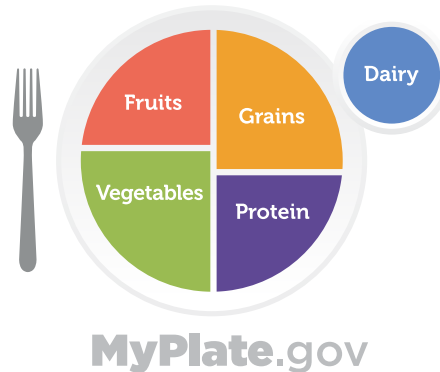 Dairy
Fruits
Grains
Vegetables
Protein
MyPlate.gov